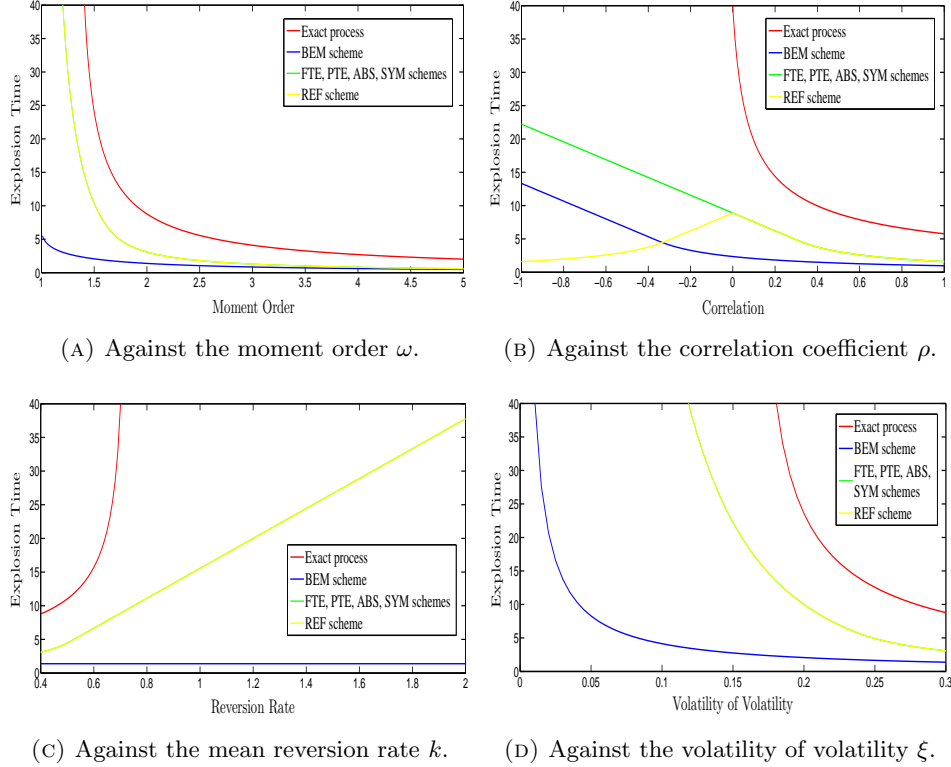 40
35
30
25
20
15
10
5
0
Explosion Time
1
1.5
2
2.5
3
3.5
4
4.5
5
Moment Order
Exact process
BEM scheme
FTE, PTE, ABS, SYM schemes
REF scheme
(A) Against the moment order ω.
40
35
30
25
20
15
10
5
0
Explosion Time
−1
−0.8
−0.6
−0.4
−0.2
0
0.2
0.4
0.6
0.8
1
Correlation
Exact process
BEM scheme
FTE, PTE, ABS, SYM schemes
REF scheme
(B) Against the correlation coefficient ρ.
40
35
30
25
20
15
10
5
0
Explosion Time
0.4
0.6
0.8
1
1.2
1.4
1.6
1.8
2
Reversion Rate
Exact process
BEM scheme
FTE, PTE, ABS, SYM schemes
REF scheme
(C) Against the mean reversion rate k.
40
35
30
25
20
15
10
5
0
Explosion Time
0
0.05
0.1
0.15
0.2
0.25
0.3
Volatility of Volatility
Exact process
BEM scheme
FTE, PTE, ABS,
SYM schemes
REF scheme
(D) Against the volatility of volatility ξ.